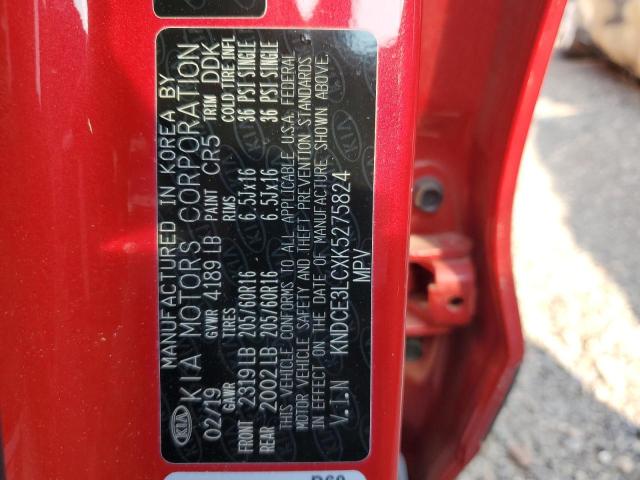 MANUFACTURED IN KOREA BY
KIA KIA MOTORS CORPORATION
02/19 GVWR 4189 LB PAINT CR5 TRIM DDK
GAWR TIRES RIMS COLD TIRE INFL
FRONT 2319 LB 205/60R16 6.5Jx16 36 PSI SINGLE
REAR 2002 LB 205/60R16 6.5Jx16 36 PSI SINGLE
THIS VEHICLE CONFORMS TO ALL APPLICABLE U.S.A. FEDERAL
MOTOR VEHICLE SAFETY AND THEFT PREVENTION STANDARDS
IN EFFECT ON THE DATE OF MANUFACTURE SHOWN ABOVE.
V.I.N KNDCE3LCXK5275824
MPV